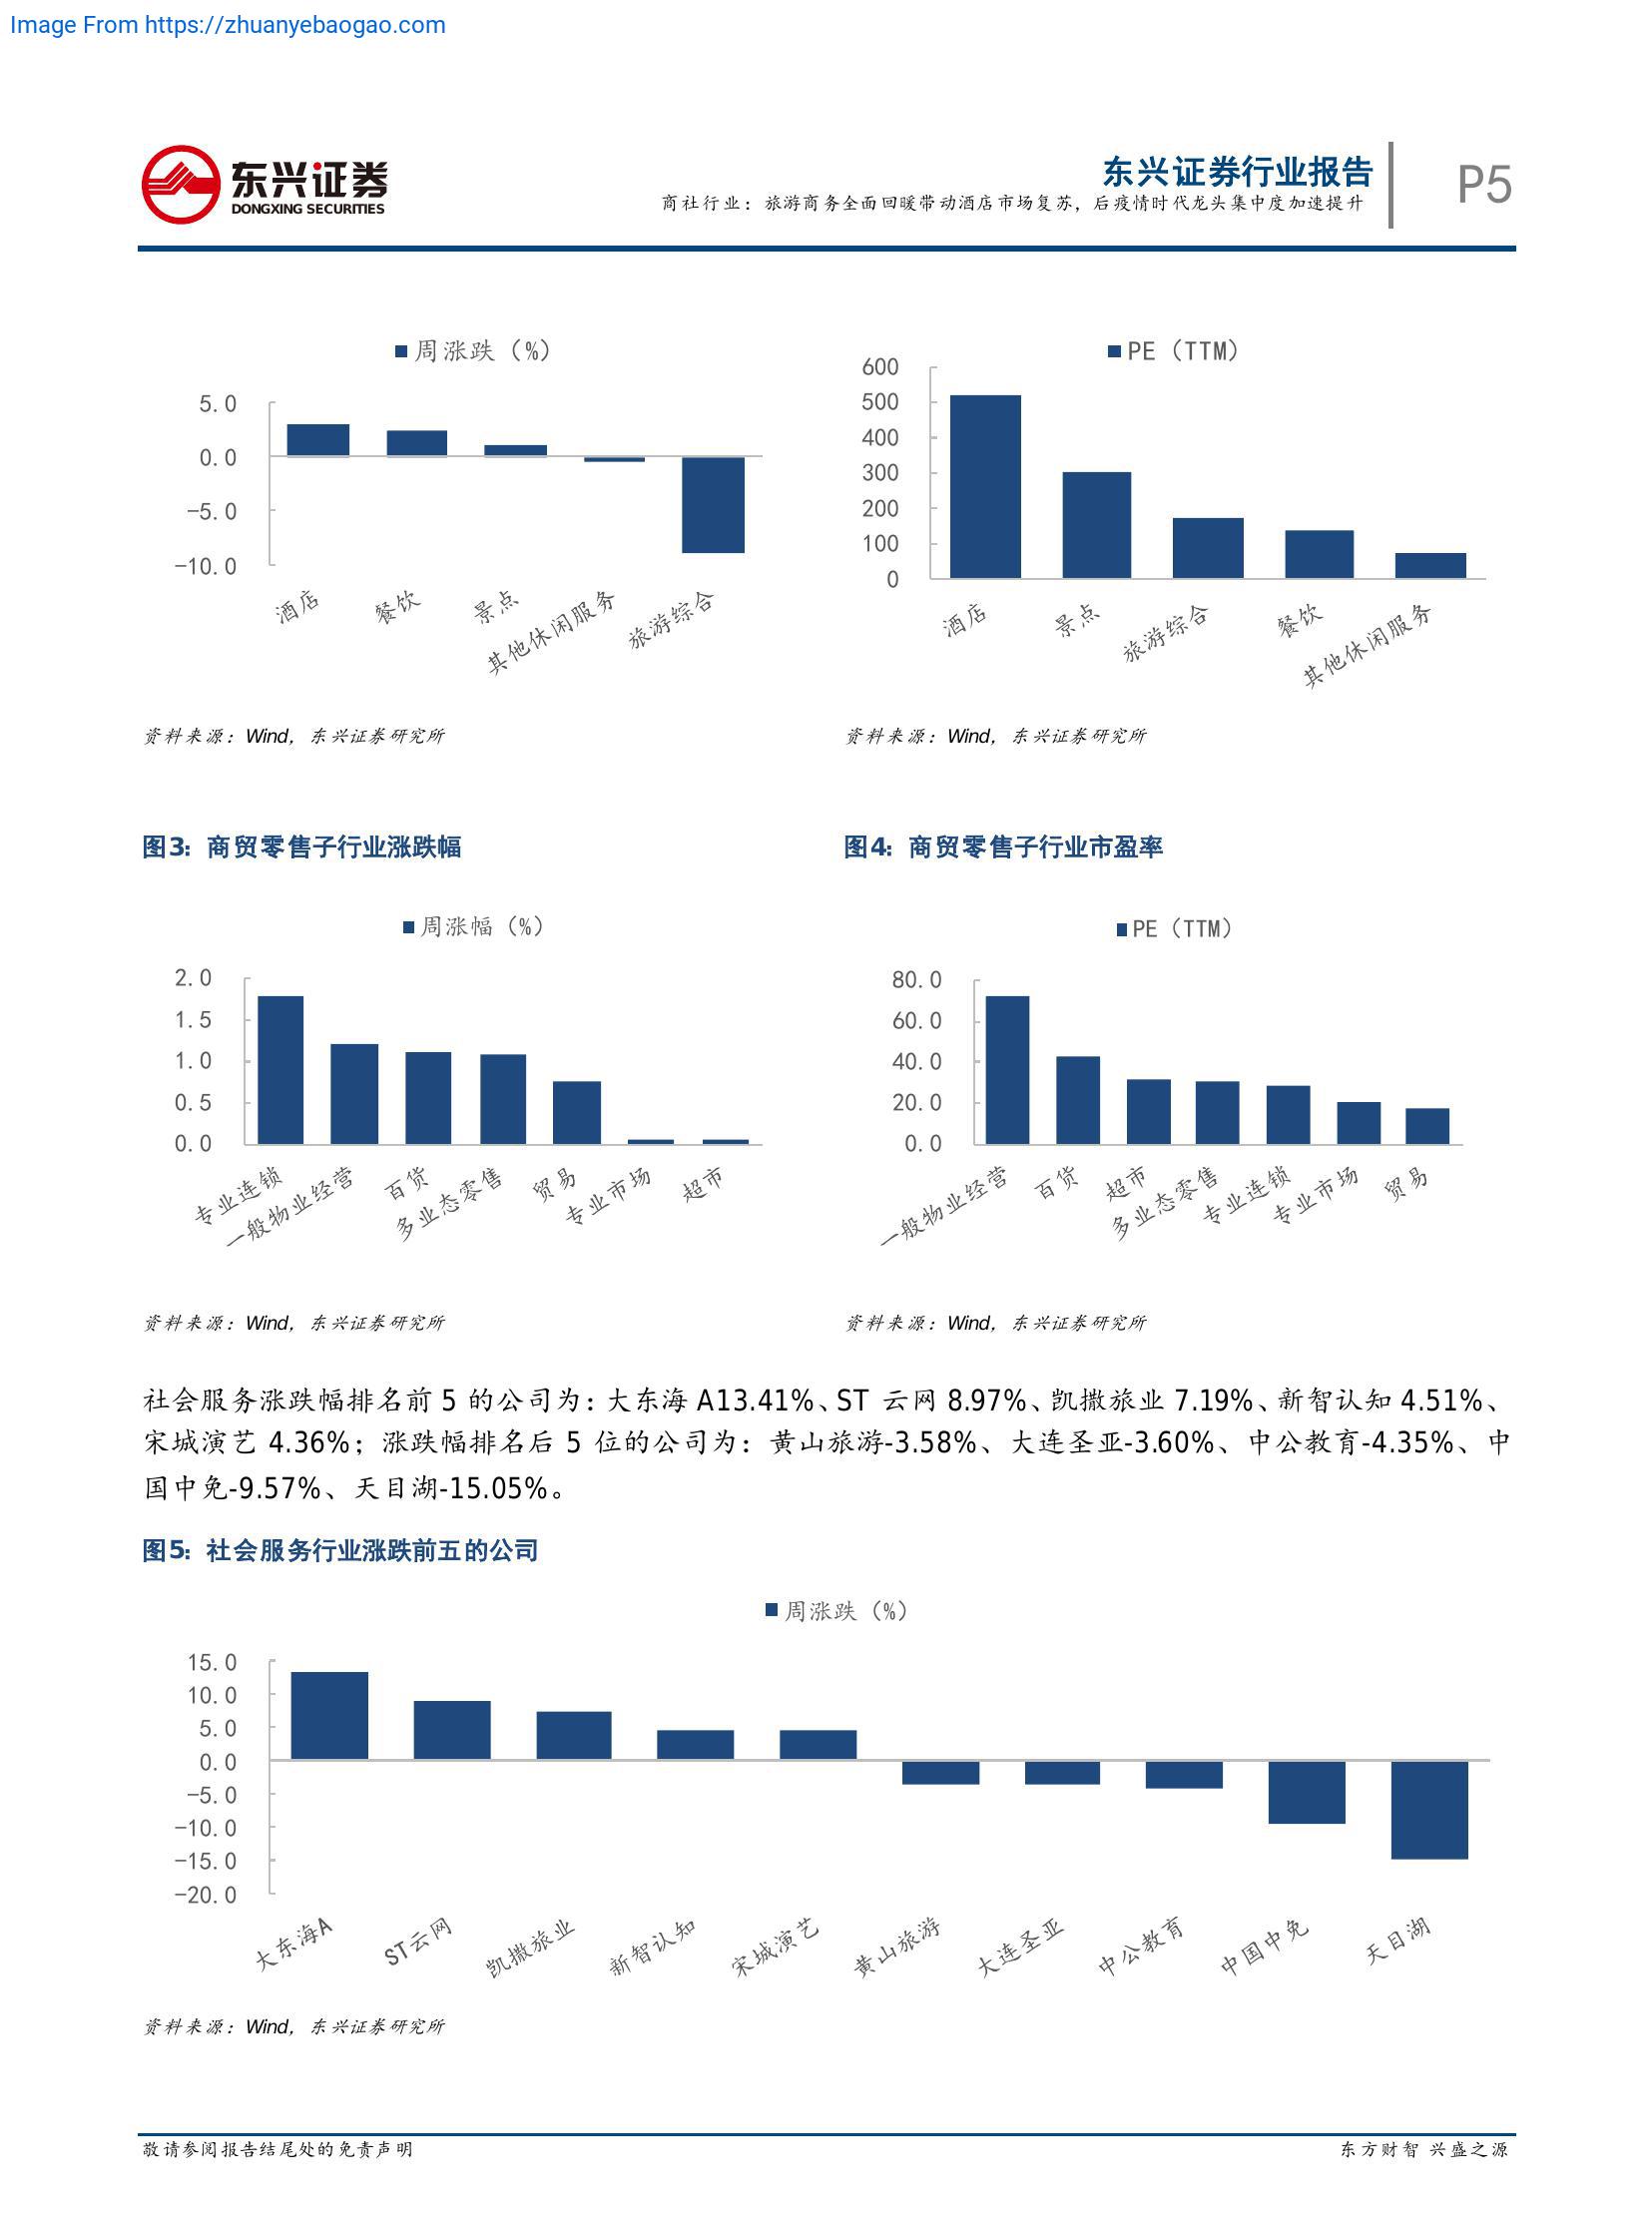 Image From https://zhuanyebaogao.com
东兴证券
DONGXING SECURITIES
东兴证券行业报告
商社行业：旅游商务全面回暖带动酒店市场复苏，后疫情时代龙头集中度加速提升
P5
周涨跌（%）
5.0
0.0
-5.0
-10.0
酒店
餐饮
景点
其他休闲服务
旅游综合
PE（TTM）
600
500
400
300
200
100
0
酒店
景点
旅游综合
餐饮
其他休闲服务
资料来源：Wind，东兴证券研究所
资料来源：Wind，东兴证券研究所
图3：商贸零售子行业涨跌幅
图4：商贸零售子行业市盈率
周涨幅（%）
2.0
1.5
1.0
0.5
0.0
专业连锁
一般物业经营
百货
多业态零售
贸易
专业市场
超市
PE（TTM）
80.0
60.0
40.0
20.0
0.0
一般物业经营
百货
超市
多业态零售
专业连锁
专业市场
贸易
资料来源：Wind，东兴证券研究所
资料来源：Wind，东兴证券研究所
社会服务涨跌幅排名前 5 的公司为：大东海 A13.41%、ST 云网 8.97%、凯撒旅业 7.19%、新智认知 4.51%、
宋城演艺 4.36%；涨跌幅排名后 5 位的公司为：黄山旅游-3.58%、大连圣亚-3.60%、中公教育-4.35%、中
国中免-9.57%、天目湖-15.05%。
图5：社会服务行业涨跌前五的公司
周涨跌（%）
15.0
10.0
5.0
0.0
-5.0
-10.0
-15.0
-20.0
大东海A
ST云网
凯撒旅业
新智认知
宋城演艺
黄山旅游
大连圣亚
中公教育
中国中免
天目湖
资料来源：Wind，东兴证券研究所
敬请参阅报告结尾处的免责声明
东方财智 兴盛之源